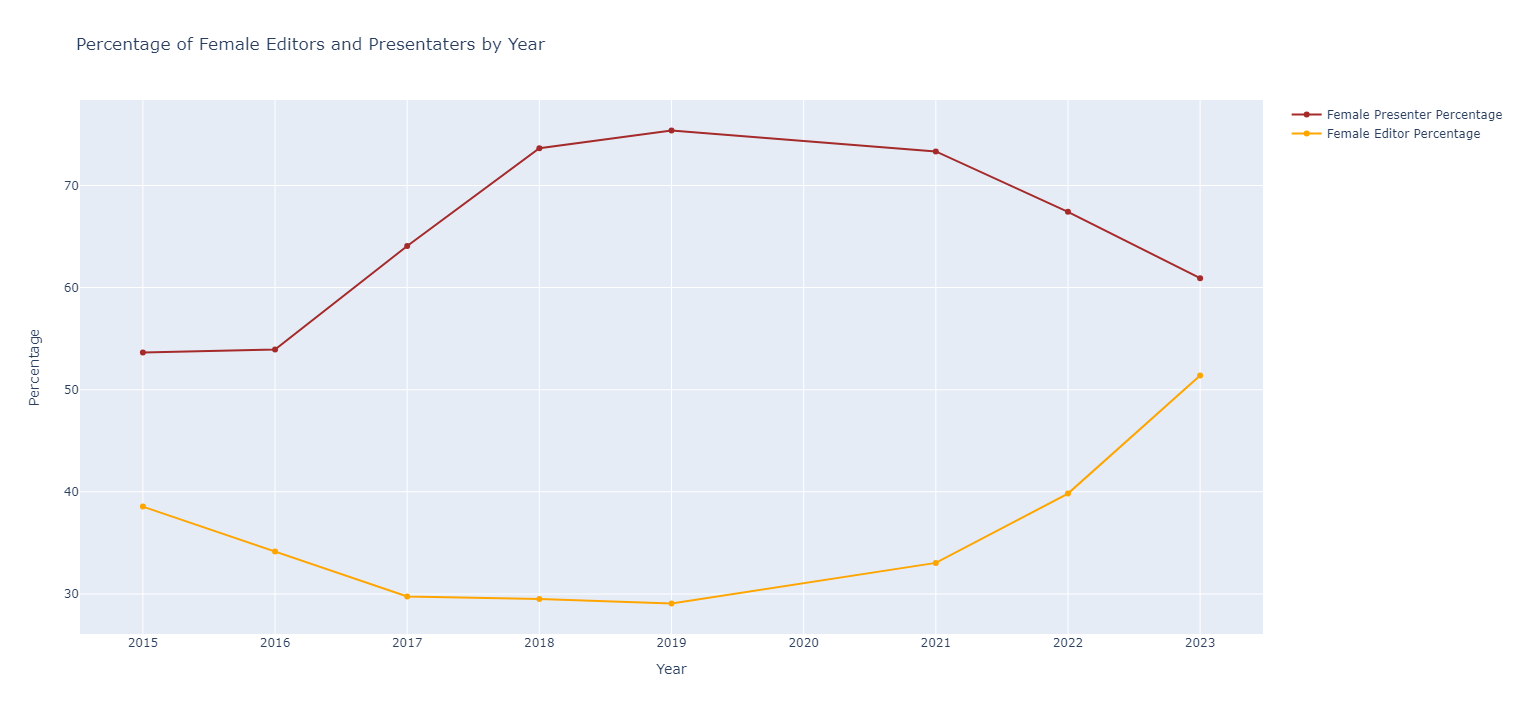 Percentage of Female Editors and Presentaters by Year
Female Presenter Percentage
Female Editor Percentage
Percentage
70
60
50
40
30
2015 2016 2017 2018 2019 2020 2021 2022 2023
Year